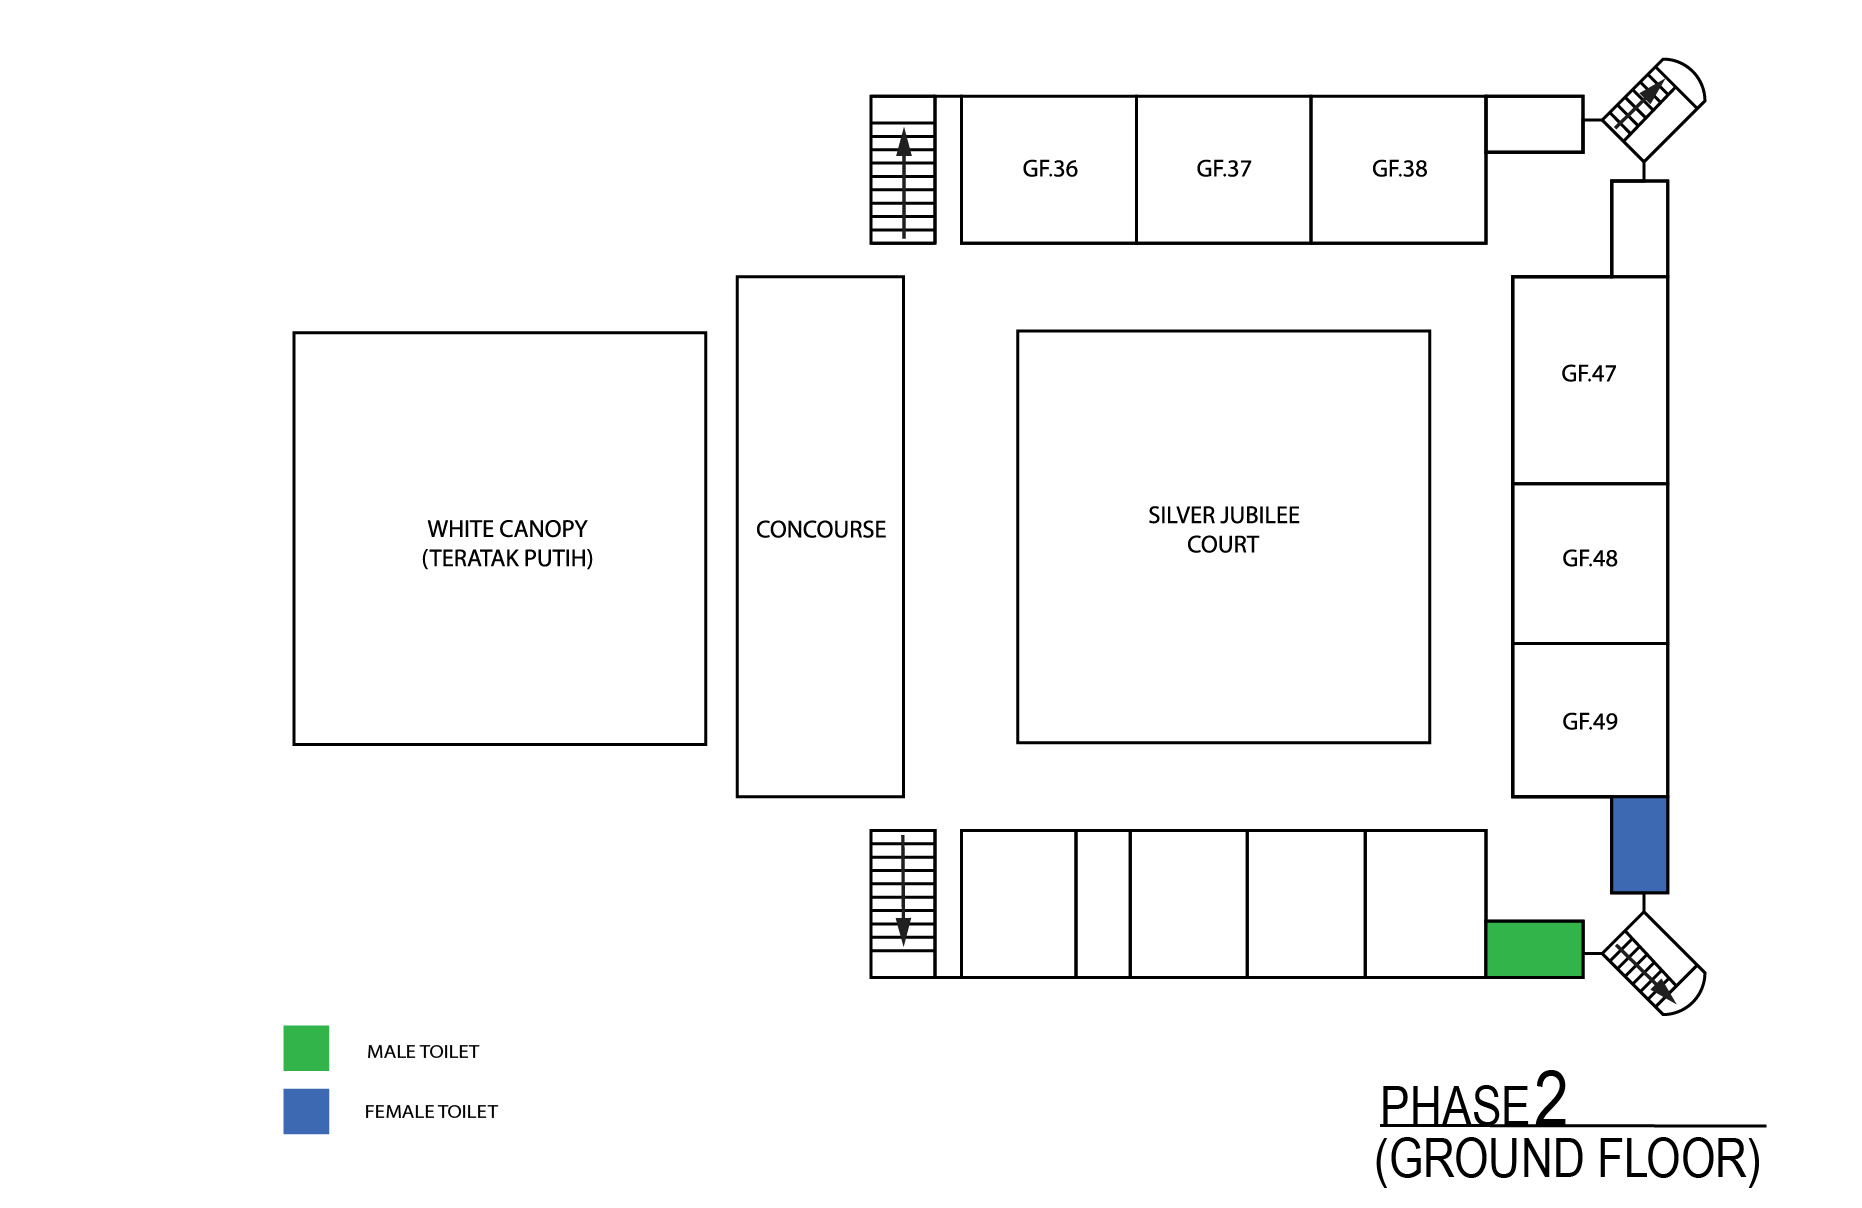 GF.36
GF.37
GF.38
GF.47
WHITE CANOPY
(TERATAK PUTIH)
CONCOURSE
SILVER JUBILEE
COURT
GF.48
GF.49
MALE TOILET
FEMALE TOILET
PHASE 2
(GROUND FLOOR)